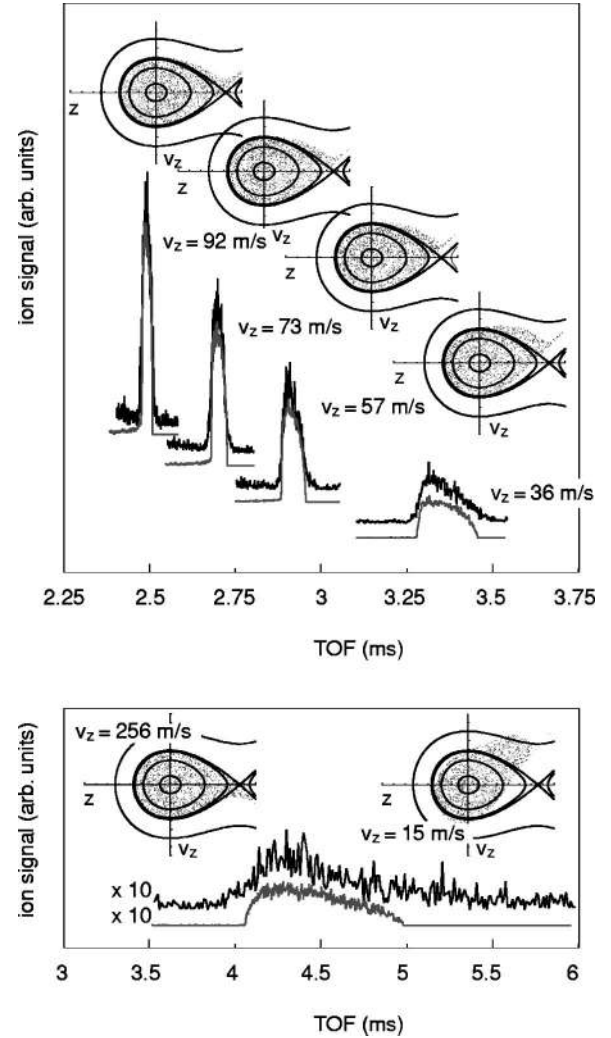 ion signal (arb. units)
z
v_z
v_z = 92 m/s
z
v_z
v_z = 73 m/s
z
v_z
v_z = 57 m/s
z
v_z
v_z = 36 m/s
2.25 2.5 2.75 3 3.25 3.5 3.75
TOF (ms)
ion signal (arb. units)
v_z = 256 m/s
z
v_z
z
v_z = 15 m/s
v_z
x 10
x 10
3 3.5 4 4.5 5 5.5 6
TOF (ms)